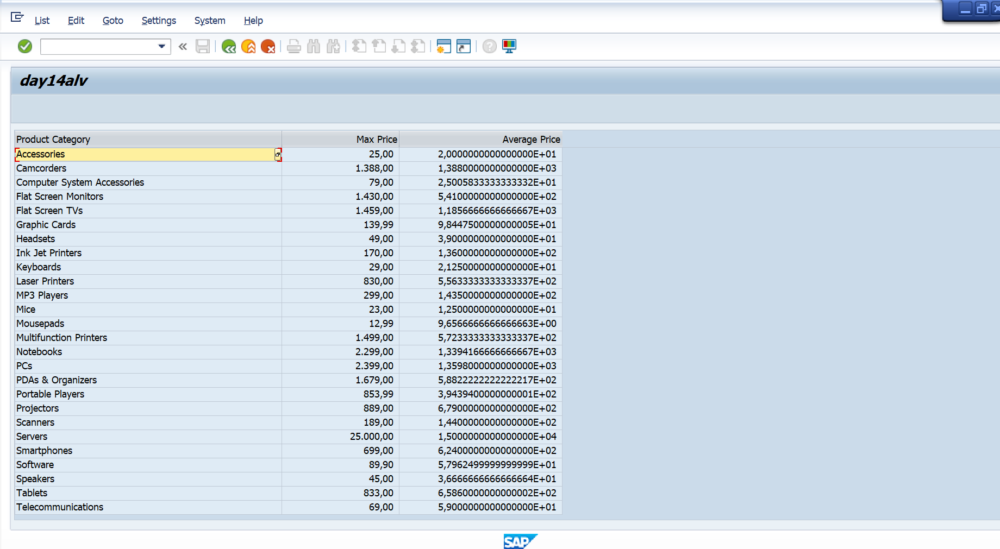 List Edit Goto Settings System Help
day14alv
Product Category Max Price Average Price
Accessories 25,00 2,0000000000000000E+01
Camcorders 1.388,00 1,3880000000000000E+03
Computer System Accessories 79,00 2,5005833333333332E+01
Flat Screen Monitors 1.430,00 5,4100000000000000E+02
Flat Screen TVs 1.459,00 1,1856666666666667E+03
Graphic Cards 139,99 9,8447500000000005E+01
Headsets 49,00 3,9000000000000000E+01
Ink Jet Printers 170,00 1,3600000000000000E+02
Keyboards 29,00 2,1250000000000000E+01
Laser Printers 830,00 5,5633333333333337E+02
MP3 Players 299,00 1,4350000000000000E+02
Mice 23,00 1,2500000000000000E+01
Mousepads 12,99 9,6566666666666663E+00
Multifunction Printers 1.499,00 5,7233333333333337E+02
Notebooks 2.299,00 1,3394166666666667E+03
PCs 2.399,00 1,3598000000000000E+03
PDAs & Organizers 1.679,00 5,8822222222222217E+02
Portable Players 853,99 3,9439400000000001E+02
Projectors 889,00 6,7900000000000000E+02
Scanners 189,00 1,4400000000000000E+02
Servers 25.000,00 1,5000000000000000E+04
Smartphones 699,00 6,2400000000000000E+02
Software 89,90 5,7962499999999999E+01
Speakers 45,00 3,6666666666666664E+01
Tablets 833,00 6,5860000000000002E+02
Telecommunications 69,00 5,9000000000000000E+01
SAP